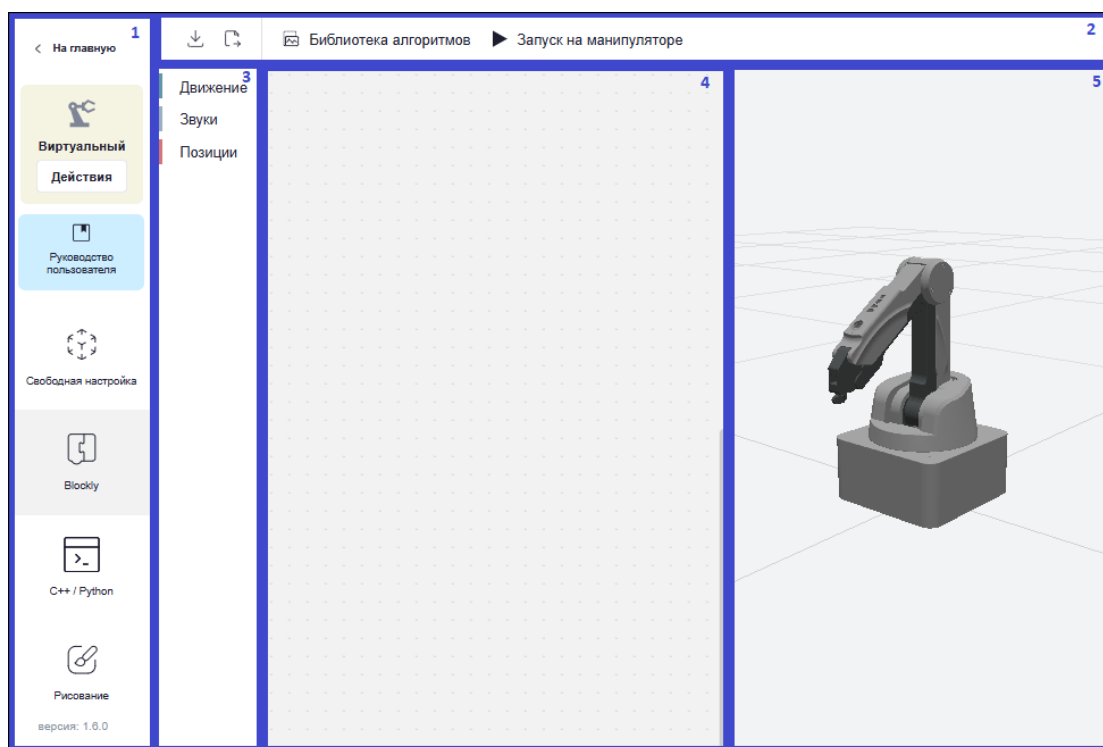 На главную
1
Виртуальный
Действия
Руководство
пользователя
Свободная настройка
Blockly
C++ / Python
Рисование
версия: 1.6.0
Библиотека алгоритмов
Запуск на манипуляторе
2
Движение
3
Звуки
Позиции
4
5